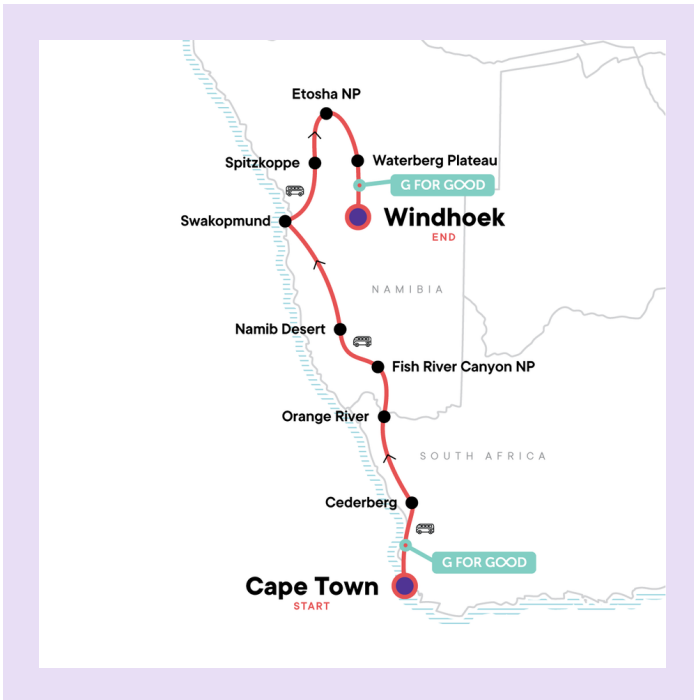 Etosha NP
Spitzkoppe
Waterberg Plateau
G FOR GOOD
Swakopmund
Windhoek
END
NAMIBIA
Namib Desert
Fish River Canyon NP
Orange River
SOUTH AFRICA
Cederberg
G FOR GOOD
Cape Town
START